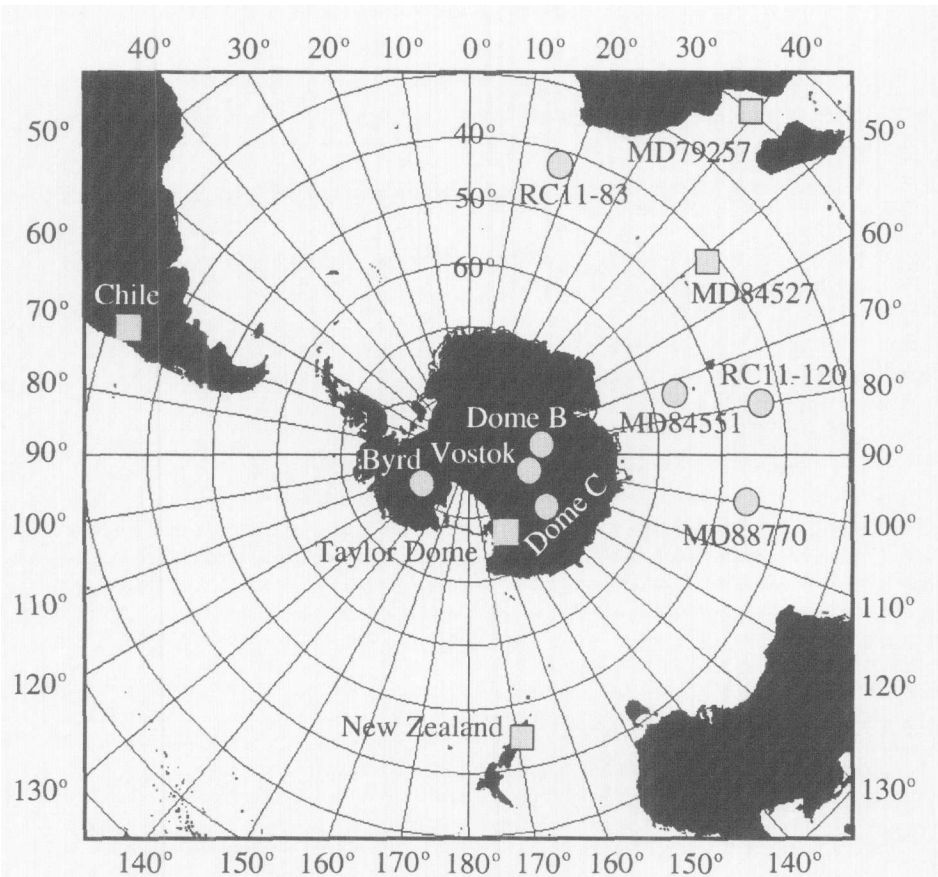 40° 30° 20° 10° 0° 10° 20° 30° 40°
50° 50°
40°
MD79257
RC11-83
50°
60° 60°
60°
MD84527
Chile
70° 70°
RC11-120
80° 80°
MD84551
Dome B
90° 90°
Byrd Vostok
Dome C
100° 100°
MD88770
Taylor Dome
110° 110°
120° 120°
New Zealand
130° 130°
140° 150° 160° 170° 180° 170° 160° 140°